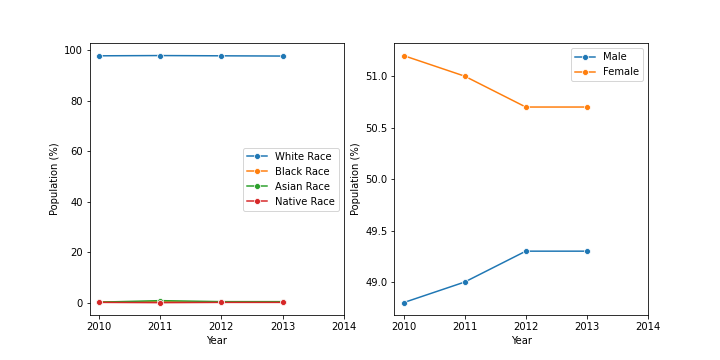 100
80
60
40
20
0
Population (%)
2010 2011 2012 2013 2014
Year
White Race
Black Race
Asian Race
Native Race
51.0
50.5
50.0
49.5
49.0
Population (%)
2010 2011 2012 2013 2014
Year
Male
Female